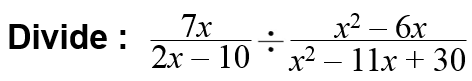 Divide : 7x/(2x – 10) ÷ (x² – 6x)/(x² – 11x + 30)